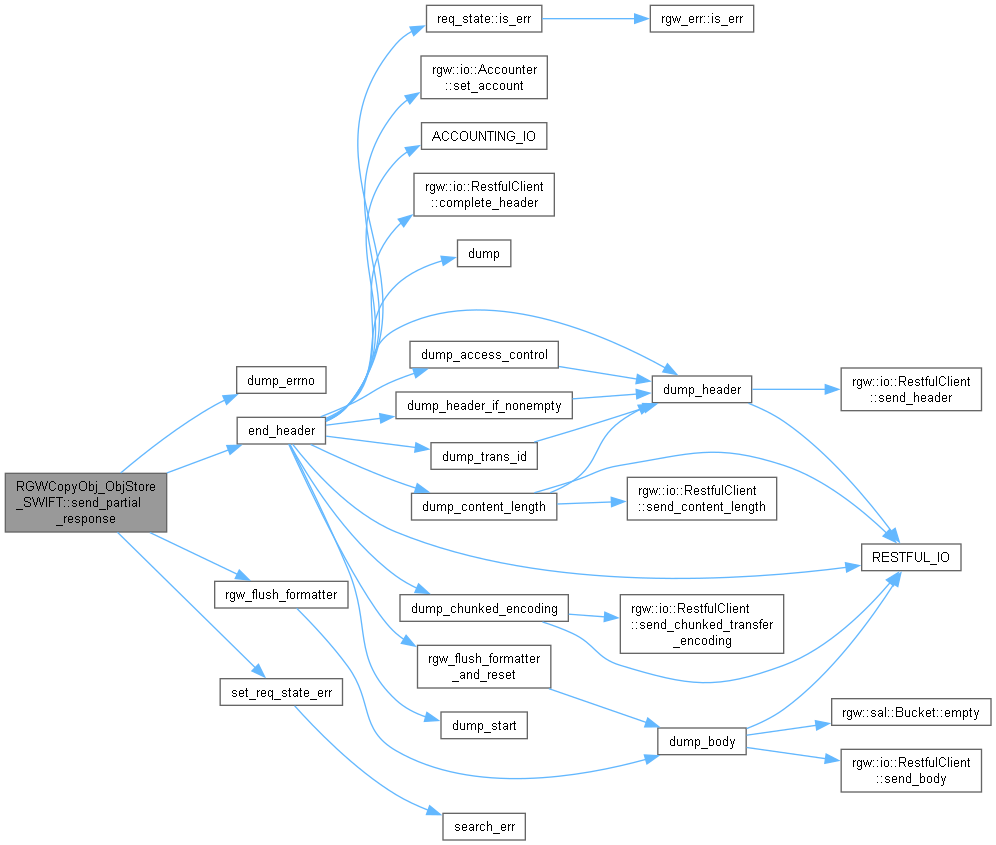 req_state::is_err
rgw_err::is_err
rgw::io::Accounter
::set_account
ACCOUNTING_IO
rgw::io::RestfulClient
::complete_header
dump
dump_access_control
dump_header
rgw::io::RestfulClient
::send_header
dump_errno
dump_header_if_nonempty
end_header
dump_trans_id
RGWCopyObj_ObjStore
_SWIFT::send_partial
_response
dump_content_length
rgw::io::RestfulClient
::send_content_length
RESTFUL_IO
rgw_flush_formatter
dump_chunked_encoding
rgw::io::RestfulClient
::send_chunked_transfer
_encoding
rgw_flush_formatter
_and_reset
set_req_state_err
dump_start
dump_body
rgw::sal::Bucket::empty
rgw::io::RestfulClient
::send_body
search_err